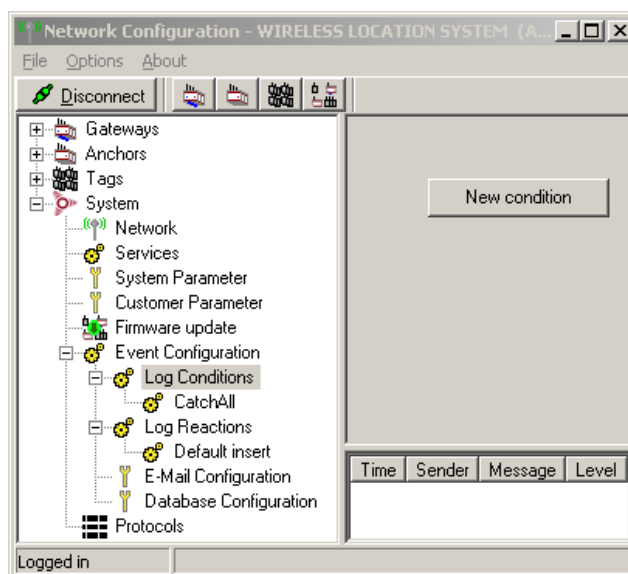 Network Configuration - WIRELESS LOCATION SYSTEM (A...
File Options About
Disconnect
Gateways
Anchors
Tags
System
Network
Services
System Parameter
Customer Parameter
Firmware update
Event Configuration
Log Conditions
CatchAll
Log Reactions
Default insert
E-Mail Configuration
Database Configuration
Protocols
New condition
Time Sender Message Level
Logged in